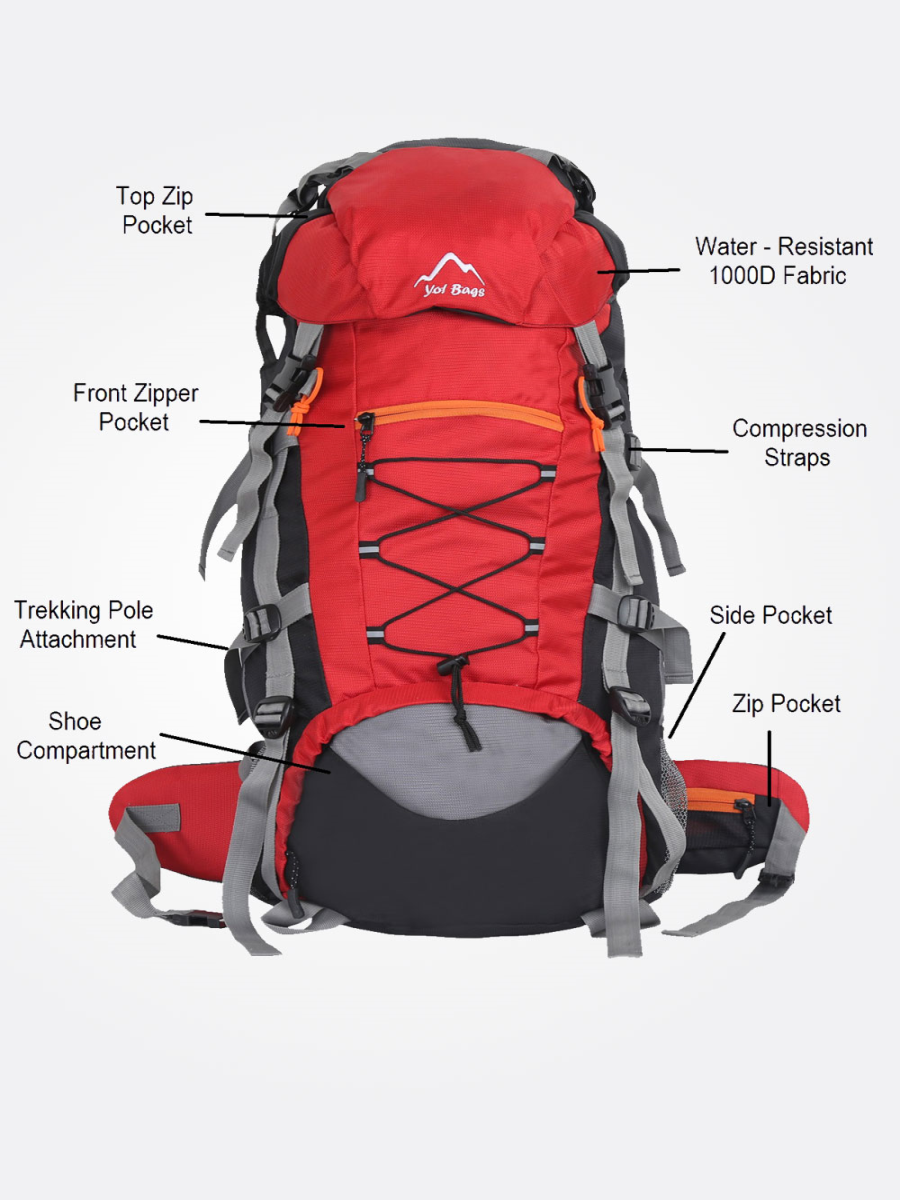 Top Zip
Pocket
Water - Resistant
1000D Fabric
Yo! Bags
Front Zipper
Pocket
Compression
Straps
Trekking Pole
Attachment
Side Pocket
Zip Pocket
Shoe
Compartment